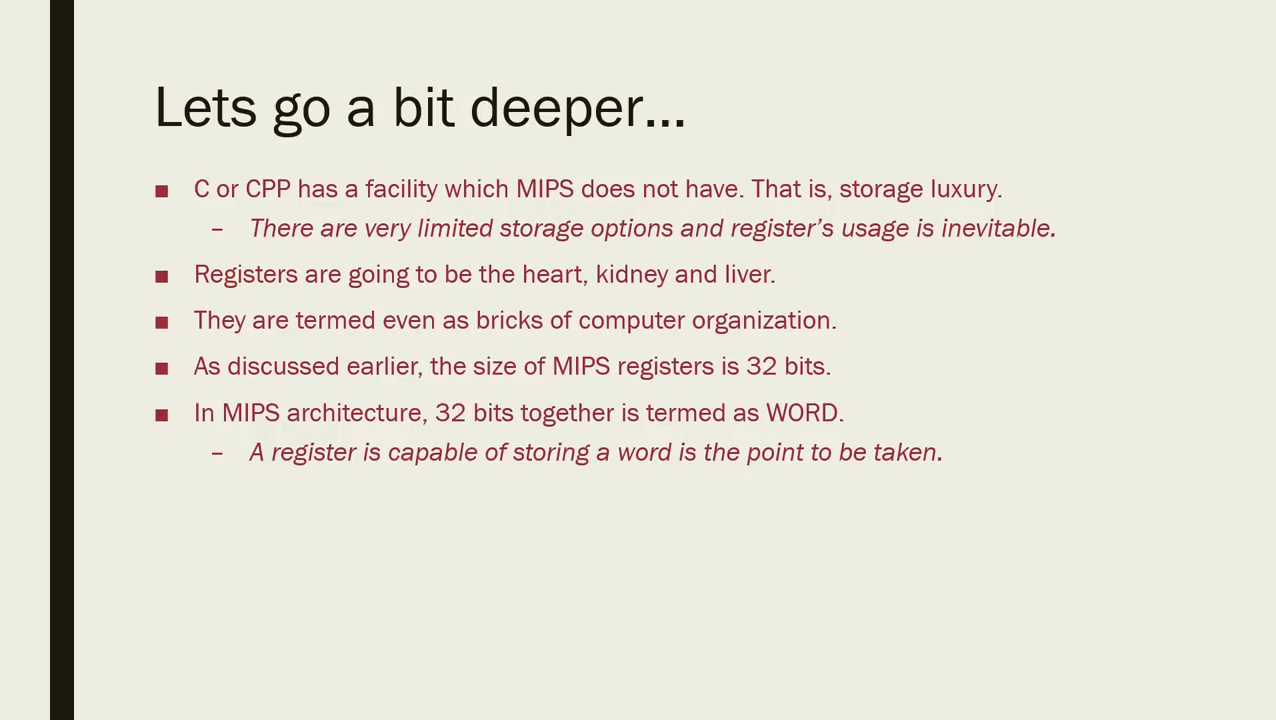 Lets go a bit deeper...
■ C or CPP has a facility which MIPS does not have. That is, storage luxury.
– There are very limited storage options and register’s usage is inevitable.
■ Registers are going to be the heart, kidney and liver.
■ They are termed even as bricks of computer organization.
■ As discussed earlier, the size of MIPS registers is 32 bits.
■ In MIPS architecture, 32 bits together is termed as WORD.
– A register is capable of storing a word is the point to be taken.